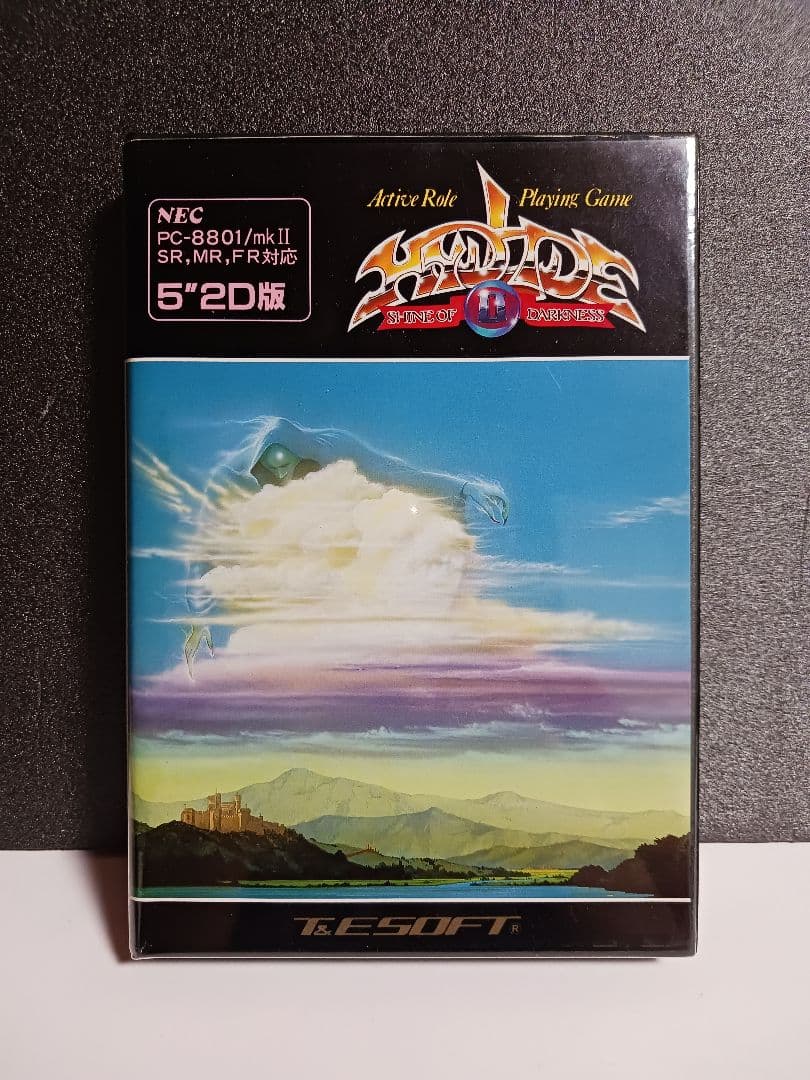 NEC
PC-8801/mkII
SR,MR,FR対応
5"2D版
Active Role Playing Game
HYDLIDE
SHINE OF II DARKNESS
T&ESOFT®